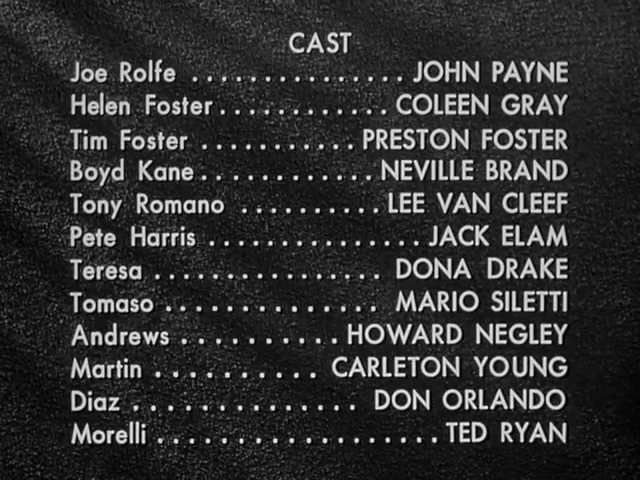 CAST
Joe Rolfe ............... JOHN PAYNE
Helen Foster............ COLEEN GRAY
Tim Foster ........... PRESTON FOSTER
Boyd Kane............ NEVILLE BRAND
Tony Romano .......... LEE VAN CLEEF
Pete Harris ............... JACK ELAM
Teresa ................ DONA DRAKE
Tomaso ............... MARIO SILETTI
Andrews ........... HOWARD NEGLEY
Martin .......... CARLETON YOUNG
Diaz ................ DON ORLANDO
Morelli ................... TED RYAN